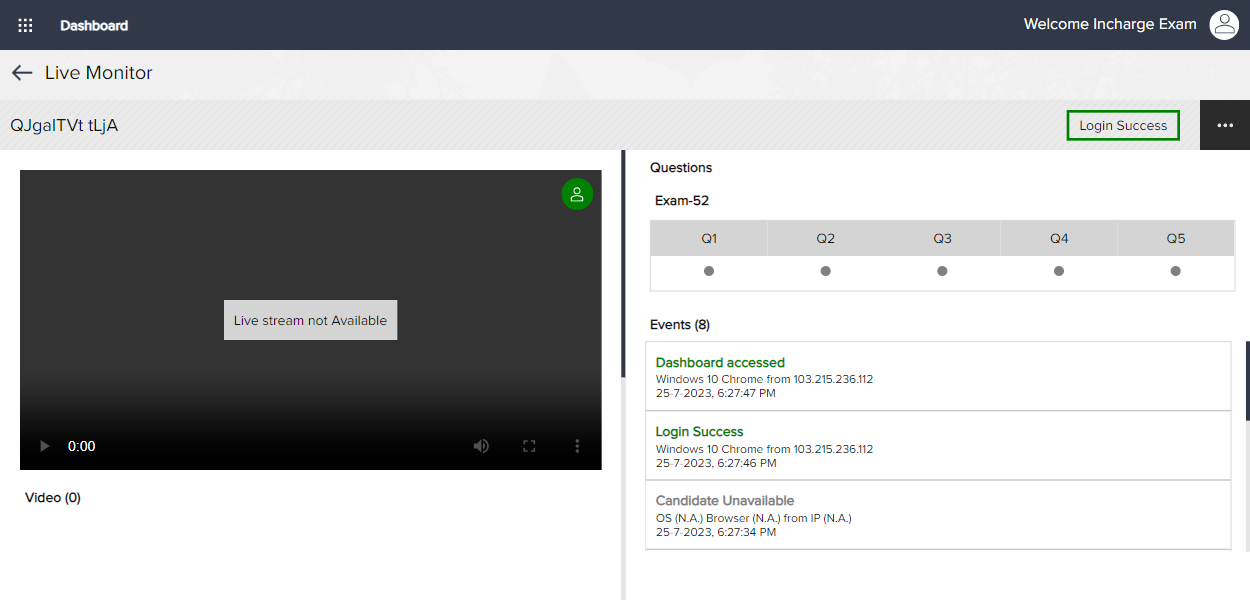 Dashboard
Welcome Incharge Exam
Live Monitor
QJgaITVt tLjA
Login Success
Live stream not Available
0:00
Video (0)
Questions
Exam-52
Q1 Q2 Q3 Q4 Q5
Events (8)
Dashboard accessed
Windows 10 Chrome from 103.215.236.112
25-7-2023, 6:27:47 PM
Login Success
Windows 10 Chrome from 103.215.236.112
25-7-2023, 6:27:46 PM
Candidate Unavailable
OS (N.A.) Browser (N.A.) from IP (N.A.)
25-7-2023, 6:27:34 PM